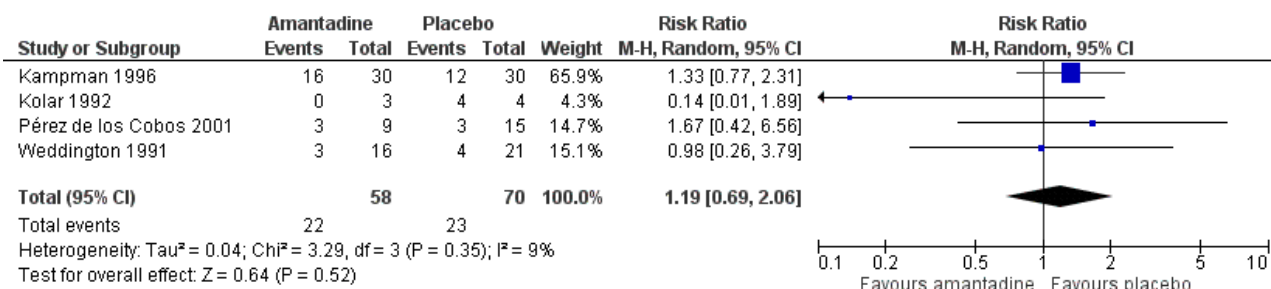 Amantadine Placebo Risk Ratio Risk Ratio
Study or Subgroup Events Total Events Total Weight M-H, Random, 95% CI M-H, Random, 95% CI
Kampman 1996 16 30 12 30 65.9% 1.33 [0.77, 2.31]
Kolar 1992 0 3 4 4 4.3% 0.14 [0.01, 1.89]
Pérez de los Cobos 2001 3 9 3 15 14.7% 1.67 [0.42, 6.56]
Weddington 1991 3 16 4 21 15.1% 0.98 [0.26, 3.79]
Total (95% CI) 58 70 100.0% 1.19 [0.69, 2.06]
Total events 22 23
Heterogeneity: Tau² = 0.04; Chi² = 3.29, df = 3 (P = 0.35); I² = 9%
Test for overall effect: Z = 0.64 (P = 0.52)
0.1 0.2 0.5 1 2 5 10
Favours amantadine Favours placebo